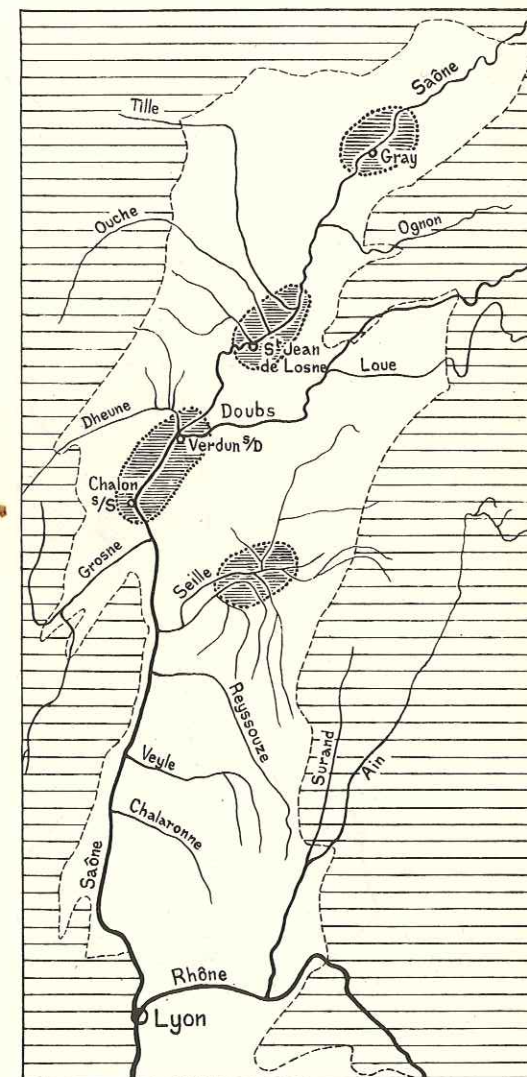 Saône
Tille
Gray
Ouche
Ognon
St Jean
de Losne
Loue
Doubs
Dheune
Verdun s/D
Chalon
s/S
Grosne
Seille
Reyssouze
Surand
Ain
Veyle
Chalaronne
Saône
Rhône
Lyon